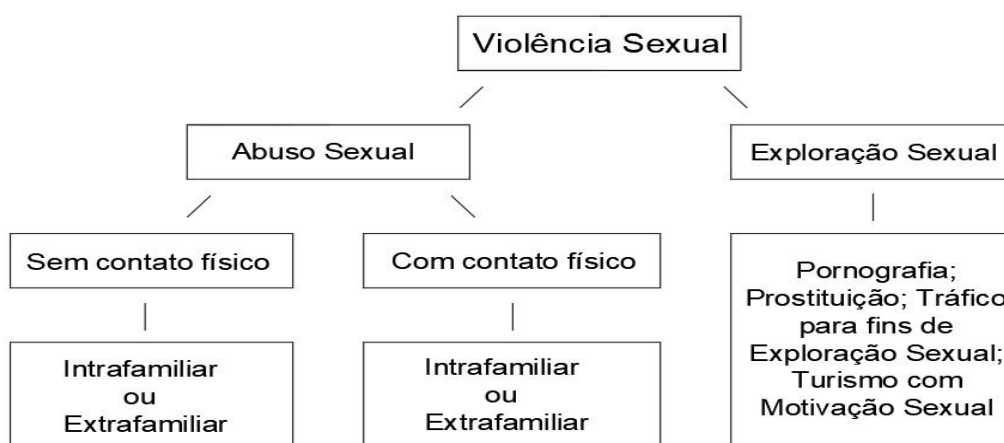 Violência Sexual
Abuso Sexual
Exploração Sexual
Sem contato físico
Com contato físico
Intrafamiliar
ou
Extrafamiliar
Intrafamiliar
ou
Extrafamiliar
Pornografia;
Prostituição; Tráfico
para fins de
Exploração Sexual;
Turismo com
Motivação Sexual